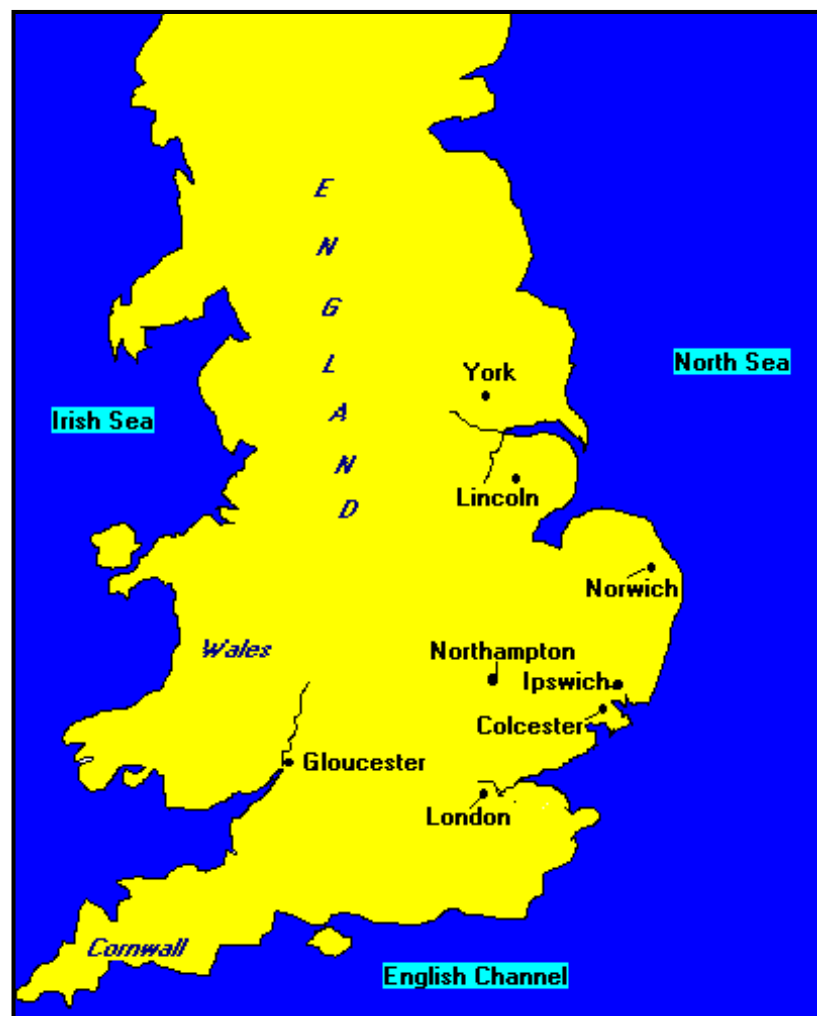 E
N
G
L
A
N
D
North Sea
York
Irish Sea
Lincoln
Norwich
Wales
Northampton
Ipswich
Colcester
Gloucester
London
Cornwall
English Channel